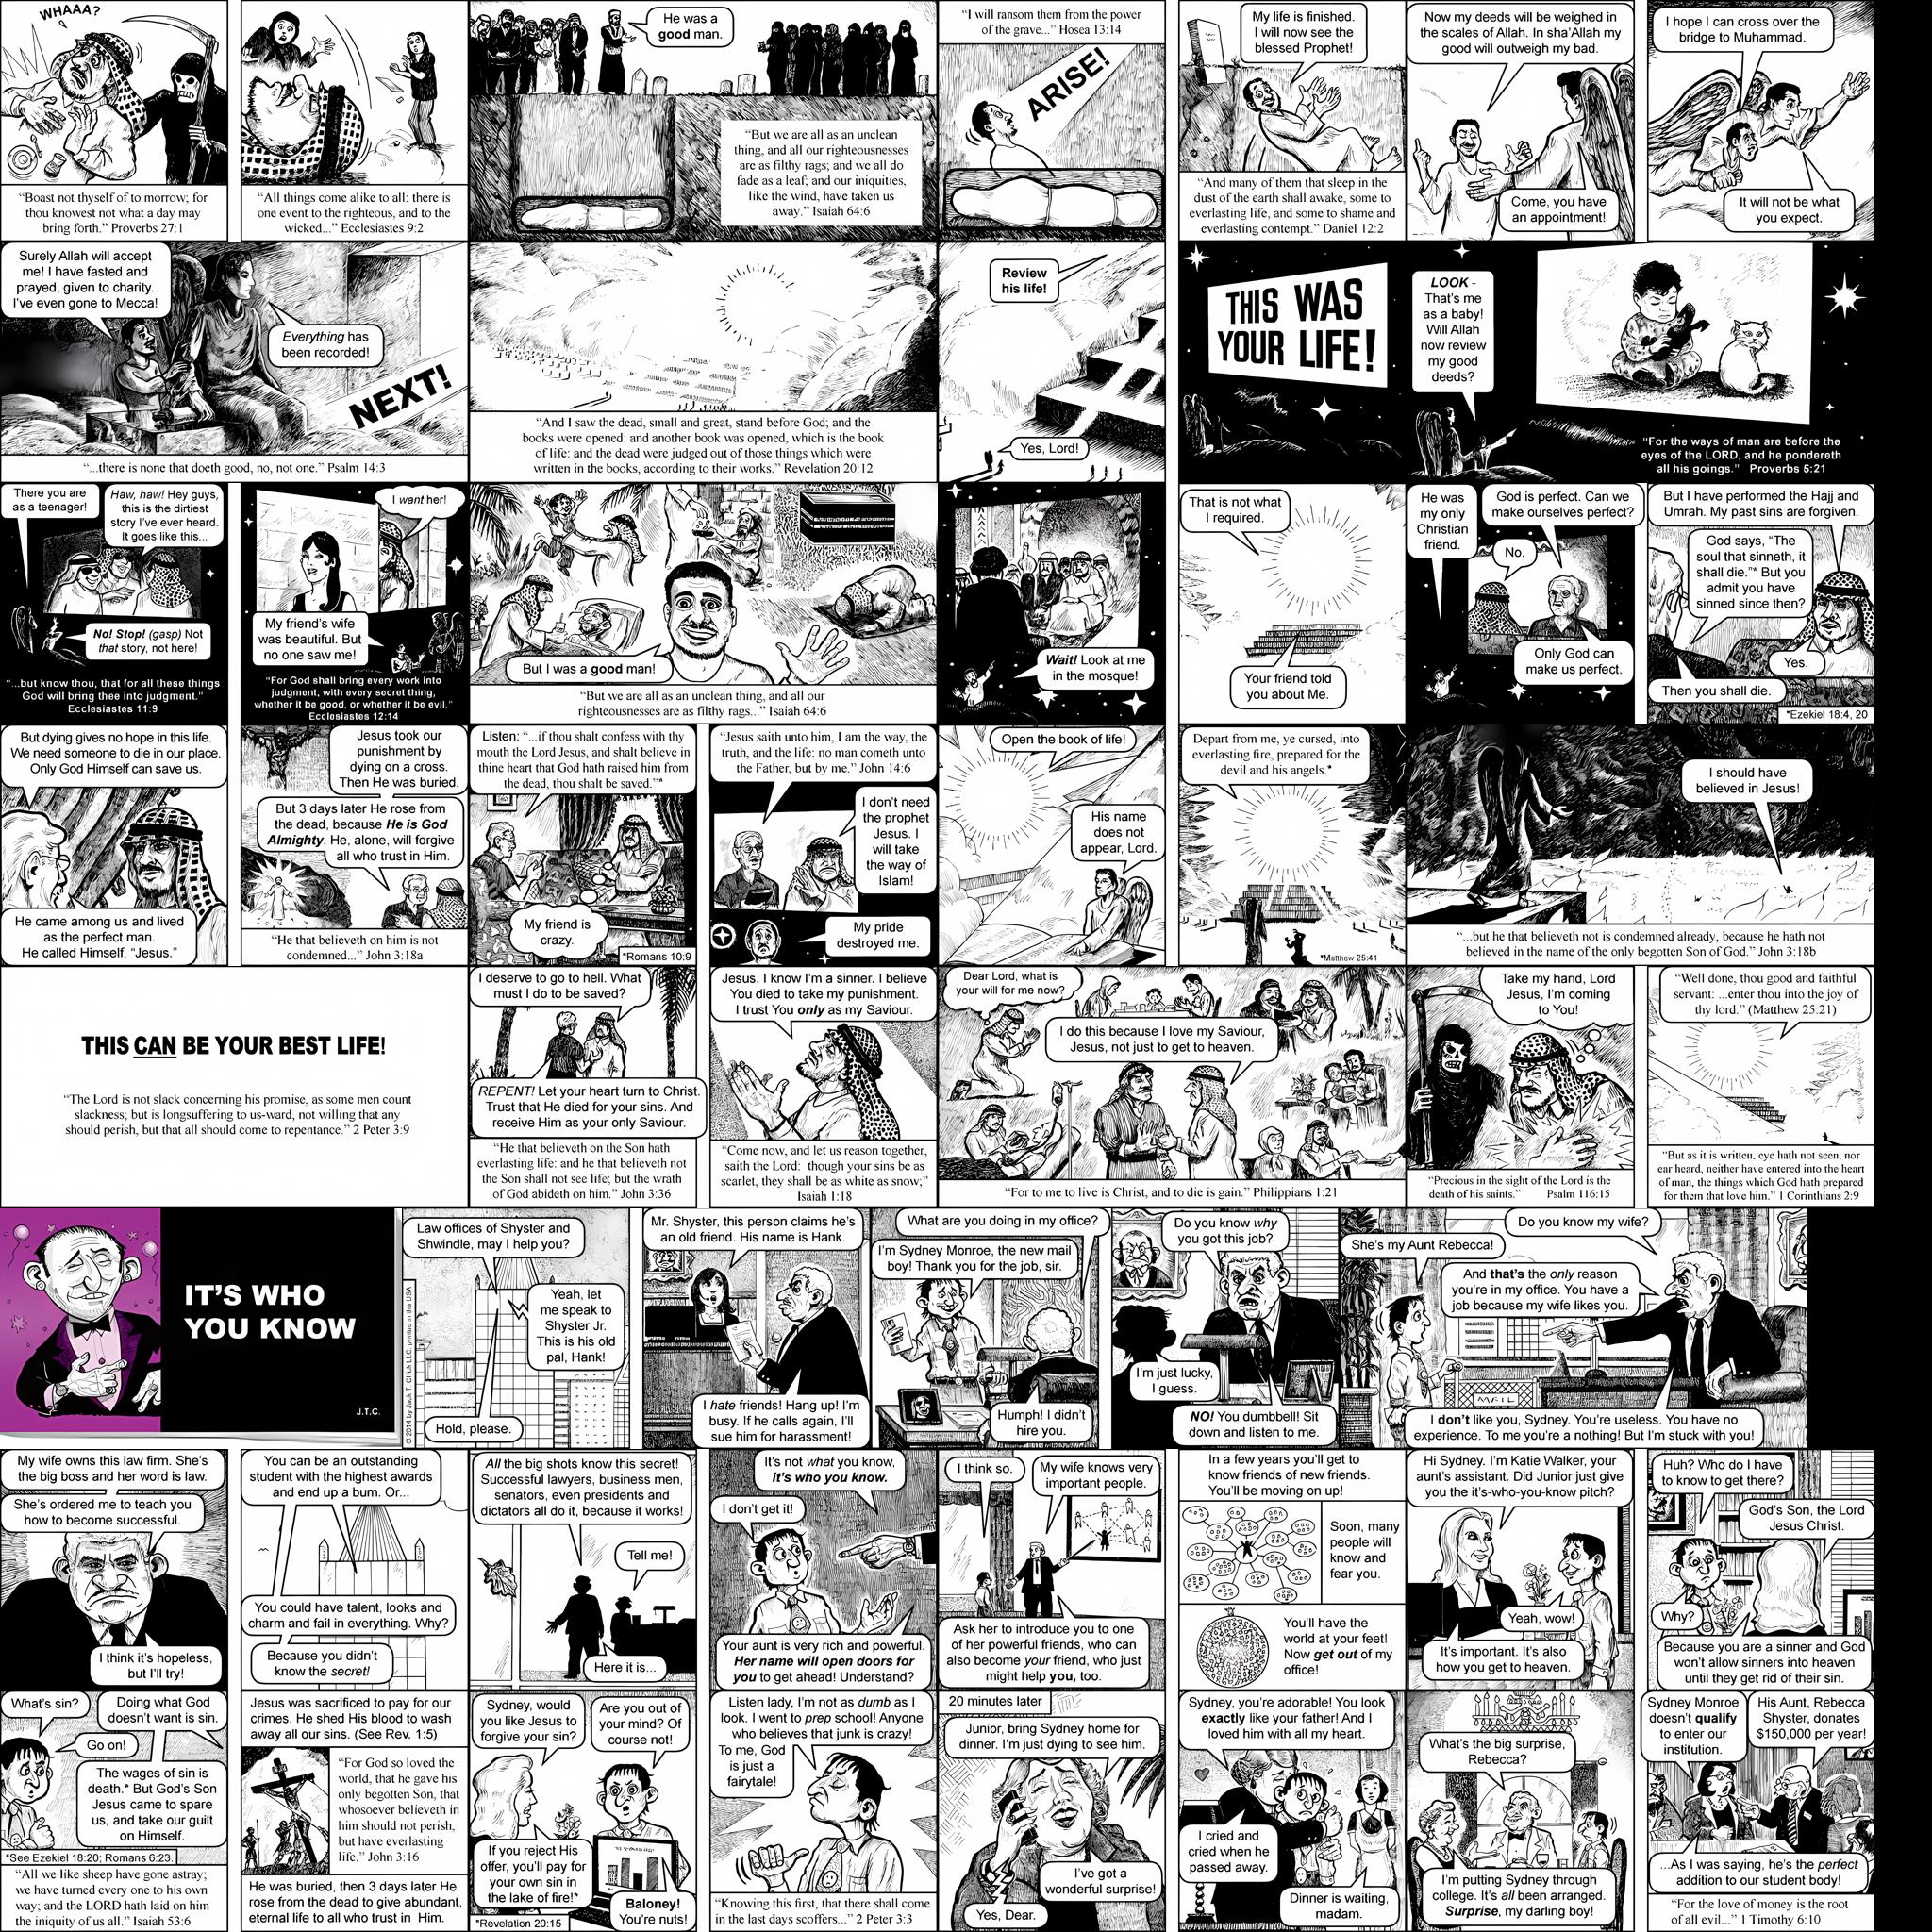 WHAAA?
"Boast not thyself of to morrow; for
thou knowest not what a day may
bring forth." Proverbs 27:1
"All things come alike to all: there is
one event to the righteous, and to the
wicked..." Ecclesiastes 9:2
He was a
good man.
"But we are all as an unclean
thing, and all our righteousnesses
are as filthy rags; and we all do
fade as a leaf; and our iniquities,
like the wind, have taken us
away." Isaiah 64:6
"I will ransom them from the power
of the grave..." Hosea 13:14
ARISE!
My life is finished.
I will now see the
blessed Prophet!
"And many of them that sleep in the
dust of the earth shall awake, some to
everlasting life, and some to shame and
everlasting contempt." Daniel 12:2
Now my deeds will be weighed in
the scales of Allah. In sha'Allah my
good will outweigh my bad.
Come, you have
an appointment!
I hope I can cross over the
bridge to Muhammad.
It will not be what
you expect.
Surely Allah will accept
me! I have fasted and
prayed, given to charity.
I've even gone to Mecca!
Everything has
been recorded!
NEXT!
"...there is none that doeth good, no, not one." Psalm 14:3
"And I saw the dead, small and great, stand before God; and the
books were opened: and another book was opened, which is the book
of life: and the dead were judged out of those things which were
written in the books, according to their works." Revelation 20:12
Review
his life!
Yes, Lord!
THIS WAS
YOUR LIFE!
LOOK -
That's me
as a baby!
Will Allah
now review
my good
deeds?
"For the ways of man are before the
eyes of the LORD, and he pondereth
all his goings." Proverbs 5:21
There you are
as a teenager!
Haw, haw! Hey guys,
this is the dirtiest
story I've ever heard.
It goes like this...
No! Stop! (gasp) Not
that story, not here!
"...but know thou, that for all these things
God will bring thee into judgment."
Ecclesiastes 11:9
I want her!
My friend's wife
was beautiful. But
no one saw me!
"For God shall bring every work into
judgment, with every secret thing,
whether it be good, or whether it be evil."
Ecclesiastes 12:14
But I was a good man!
"But we are all as an unclean thing, and all our
righteousnesses are as filthy rags..." Isaiah 64:6
Wait! Look at me
in the mosque!
That is not what
I required.
Your friend told
you about Me.
He was
my only
Christian
friend.
God is perfect. Can we
make ourselves perfect?
No.
Only God can
make us perfect.
But I have performed the Hajj and
Umrah. My past sins are forgiven.
God says, "The
soul that sinneth, it
shall die."* But you
admit you have
sinned since then?
Yes.
Then you shall die.
*Ezekiel 18:4, 20
But dying gives no hope in this life.
We need someone to die in our place.
Only God Himself can save us.
He came among us and lived
as the perfect man.
He called Himself, "Jesus."
Jesus took our
punishment by
dying on a cross.
Then He was buried.
But 3 days later He rose from
the dead, because He is God
Almighty. He, alone, will forgive
all who trust in Him.
"He that believeth on him is not
condemned..." John 3:18a
Listen: "...if thou shalt confess with thy
mouth the Lord Jesus, and shalt believe in
thine heart that God hath raised him from
the dead, thou shalt be saved."*
My friend is
crazy.
*Romans 10:9
"Jesus saith unto him, I am the way, the
truth, and the life: no man cometh unto
the Father, but by me." John 14:6
I don't need
the prophet
Jesus. I
will take
the way of
Islam!
My pride
destroyed me.
Open the book of life!
His name
does not
appear, Lord.
Depart from me, ye cursed, into
everlasting fire, prepared for the
devil and his angels.*
*Matthew 25:41
I should have
believed in Jesus!
"...but he that believeth not is condemned already, because he hath not
believed in the name of the only begotten Son of God." John 3:18b
THIS CAN BE YOUR BEST LIFE!
"The Lord is not slack concerning his promise, as some men count
slackness; but is longsuffering to us-ward, not willing that any
should perish, but that all should come to repentance." 2 Peter 3:9
I deserve to go to hell. What
must I do to be saved?
REPENT! Let your heart turn to Christ.
Trust that He died for your sins. And
receive Him as your only Saviour.
"He that believeth on the Son hath
everlasting life: and he that believeth not
the Son shall not see life; but the wrath
of God abideth on him." John 3:36
Jesus, I know I'm a sinner. I believe
You died to take my punishment.
I trust You only as my Saviour.
"Come now, and let us reason together,
saith the Lord: though your sins be as
scarlet, they shall be as white as snow;"
Isaiah 1:18
Dear Lord, what is
your will for me now?
I do this because I love my Saviour,
Jesus, not just to get to heaven.
"For to me to live is Christ, and to die is gain." Philippians 1:21
Take my hand, Lord
Jesus, I'm coming
to You!
"Precious in the sight of the Lord is the
death of his saints." Psalm 116:15
"Well done, thou good and faithful
servant: ...enter thou into the joy of
thy lord." (Matthew 25:21)
"But as it is written, eye hath not seen, nor
ear heard, neither have entered into the heart
of man, the things which God hath prepared
for them that love him." 1 Corinthians 2:9
IT'S WHO
YOU KNOW
J.T.C.
© 2014 by Jack T. Chick LLC, printed in the USA
Law offices of Shyster and
Shwindle, may I help you?
Yeah, let
me speak to
Shyster Jr.
This is his old
pal, Hank!
Hold, please.
Mr. Shyster, this person claims he's
an old friend. His name is Hank.
I hate friends! Hang up! I'm
busy. If he calls again, I'll
sue him for harassment!
What are you doing in my office?
I'm Sydney Monroe, the new mail
boy! Thank you for the job, sir.
Humph! I didn't
hire you.
Do you know why
you got this job?
I'm just lucky,
I guess.
NO! You dumbbell! Sit
down and listen to me.
Do you know my wife?
She's my Aunt Rebecca!
And that's the only reason
you're in my office. You have a
job because my wife likes you.
MAIL
I don't like you, Sydney. You're useless. You have no
experience. To me you're a nothing! But I'm stuck with you!
My wife owns this law firm. She's
the big boss and her word is law.
She's ordered me to teach you
how to become successful.
I think it's hopeless,
but I'll try!
You can be an outstanding
student with the highest awards
and end up a bum. Or...
You could have talent, looks and
charm and fail in everything. Why?
Because you didn't
know the secret!
All the big shots know this secret!
Successful lawyers, business men,
senators, even presidents and
dictators all do it, because it works!
Tell me!
Here it is...
It's not what you know,
it's who you know.
I don't get it!
Your aunt is very rich and powerful.
Her name will open doors for
you to get ahead! Understand?
I think so.
My wife knows very
important people.
Ask her to introduce you to one
of her powerful friends, who can
also become your friend, who just
might help you, too.
In a few years you'll get to
know friends of new friends.
You'll be moving on up!
Soon, many
people will
know and
fear you.
You'll have the
world at your feet!
Now get out of my
office!
Hi Sydney. I'm Katie Walker, your
aunt's assistant. Did Junior just give
you the it's-who-you-know pitch?
Yeah, wow!
It's important. It's also
how you get to heaven.
Huh? Who do I have
to know to get there?
God's Son, the Lord
Jesus Christ.
Why?
Because you are a sinner and God
won't allow sinners into heaven
until they get rid of their sin.
What's sin?
Doing what God
doesn't want is sin.
Go on!
The wages of sin is
death.* But God's Son
Jesus came to spare
us, and take our guilt
on Himself.
*See Ezekiel 18:20; Romans 6:23.
"All we like sheep have gone astray;
we have turned every one to his own
way; and the LORD hath laid on him
the iniquity of us all." Isaiah 53:6
Jesus was sacrificed to pay for our
crimes. He shed His blood to wash
away all our sins. (See Rev. 1:5)
"For God so loved the
world, that he gave his
only begotten Son, that
whosoever believeth in
him should not perish,
but have everlasting
life." John 3:16
He was buried, then 3 days later He
rose from the dead to give abundant,
eternal life to all who trust in Him.
Sydney, would
you like Jesus to
forgive your sin?
Are you out of
your mind? Of
course not!
If you reject His
offer, you'll pay for
your own sin in
the lake of fire!*
Baloney!
You're nuts!
*Revelation 20:15
Listen lady, I'm not as dumb as I
look. I went to prep school! Anyone
who believes that junk is crazy!
To me, God
is just a
fairytale!
"Knowing this first, that there shall come
in the last days scoffers..." 2 Peter 3:3
20 minutes later
Junior, bring Sydney home for
dinner. I'm just dying to see him.
I've got a
wonderful surprise!
Yes, Dear.
Sydney, you're adorable! You look
exactly like your father! And I
loved him with all my heart.
I cried and
cried when he
passed away.
Dinner is waiting,
madam.
What's the big surprise,
Rebecca?
I'm putting Sydney through
college. It's all been arranged.
Surprise, my darling boy!
Sydney Monroe
doesn't qualify
to enter our
institution.
His Aunt, Rebecca
Shyster, donates
$150,000 per year!
...As I was saying, he's the perfect
addition to our student body!
"For the love of money is the root
of all evil..." 1 Timothy 6:10